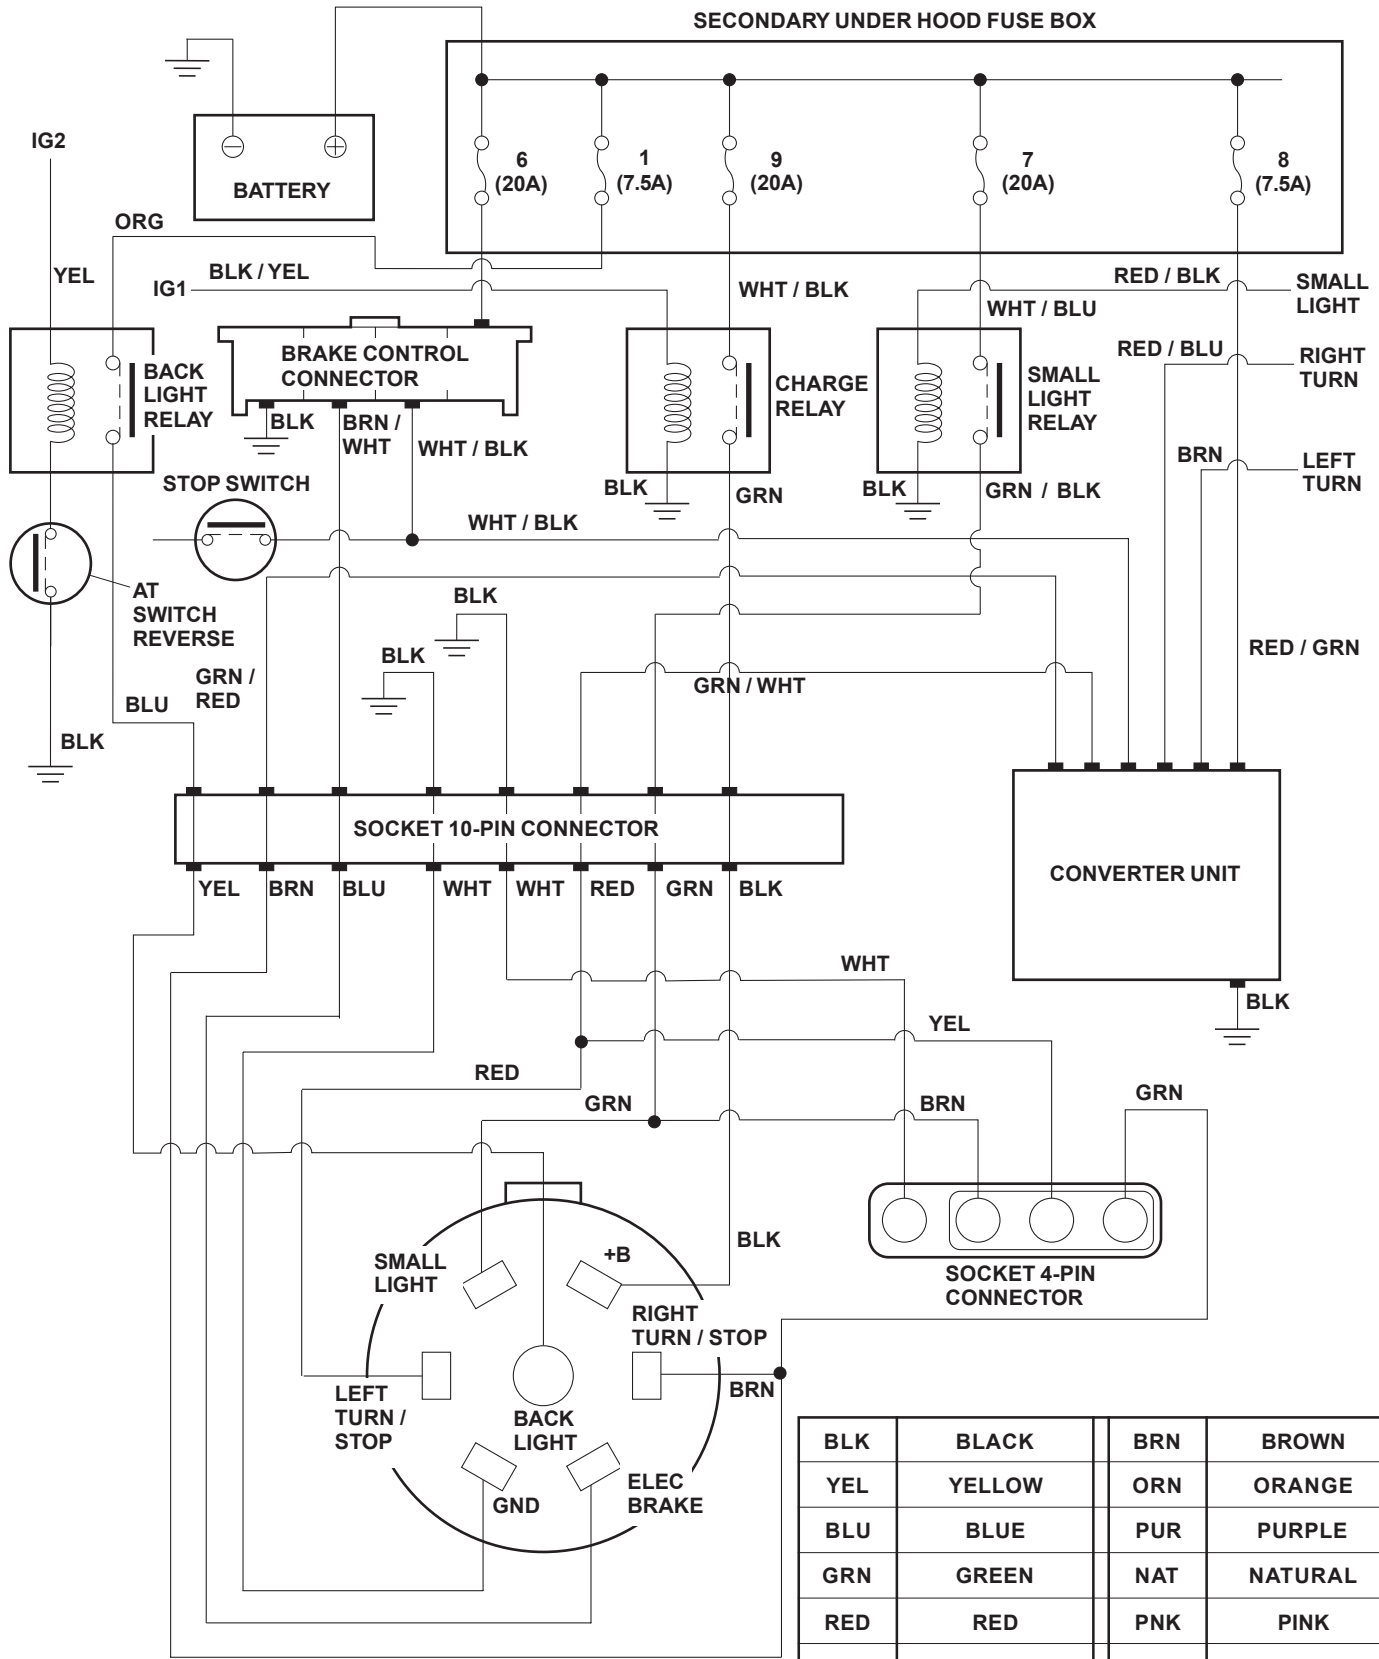 SECONDARY UNDER HOOD FUSE BOX
IG2
BATTERY
6
(20A)
1
(7.5A)
9
(20A)
7
(20A)
8
(7.5A)
ORG
YEL
BLK / YEL
IG1
WHT / BLK
RED / BLK
SMALL
LIGHT
WHT / BLU
RED / BLU
RIGHT
TURN
BACK
LIGHT
RELAY
BRAKE CONTROL
CONNECTOR
CHARGE
RELAY
SMALL
LIGHT
RELAY
BLK
BRN /
WHT
WHT / BLK
BRN
LEFT
TURN
STOP SWITCH
BLK
GRN
BLK
GRN / BLK
WHT / BLK
AT
SWITCH
REVERSE
BLK
BLK
RED / GRN
GRN /
RED
GRN / WHT
BLU
BLK
SOCKET 10-PIN CONNECTOR
CONVERTER UNIT
YEL
BRN
BLU
WHT
WHT
RED
GRN
BLK
WHT
BLK
YEL
RED
GRN
BRN
GRN
SMALL
LIGHT
+B
BLK
SOCKET 4-PIN
CONNECTOR
RIGHT
TURN / STOP
BRN
LEFT
TURN /
STOP
BACK
LIGHT
GND
ELEC
BRAKE
BLK BLACK BRN BROWN
YEL YELLOW ORN ORANGE
BLU BLUE PUR PURPLE
GRN GREEN NAT NATURAL
RED RED PNK PINK